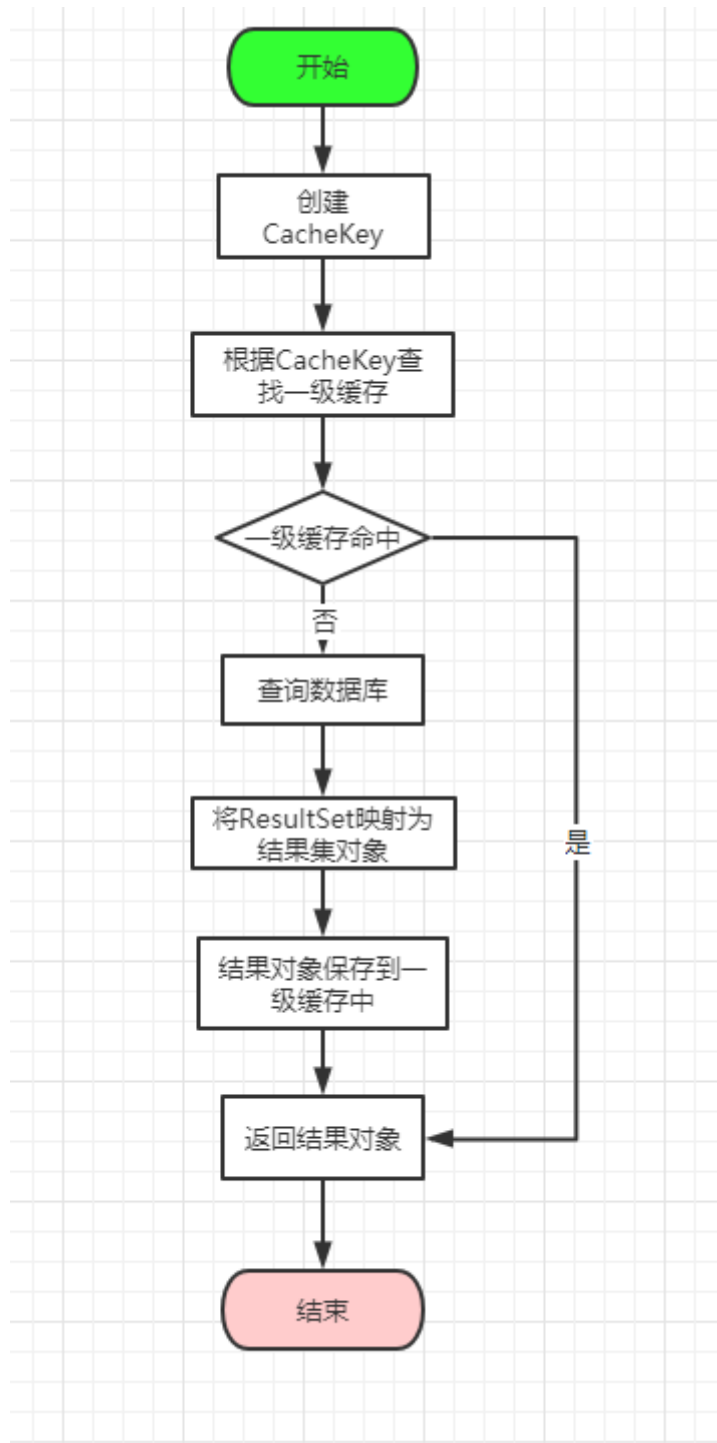 开始
创建
CacheKey
根据CacheKey查
找一级缓存
一级缓存命中
否
查询数据库
将ResultSet映射为
结果集对象
是
结果对象保存到一
级缓存中
返回结果对象
结束